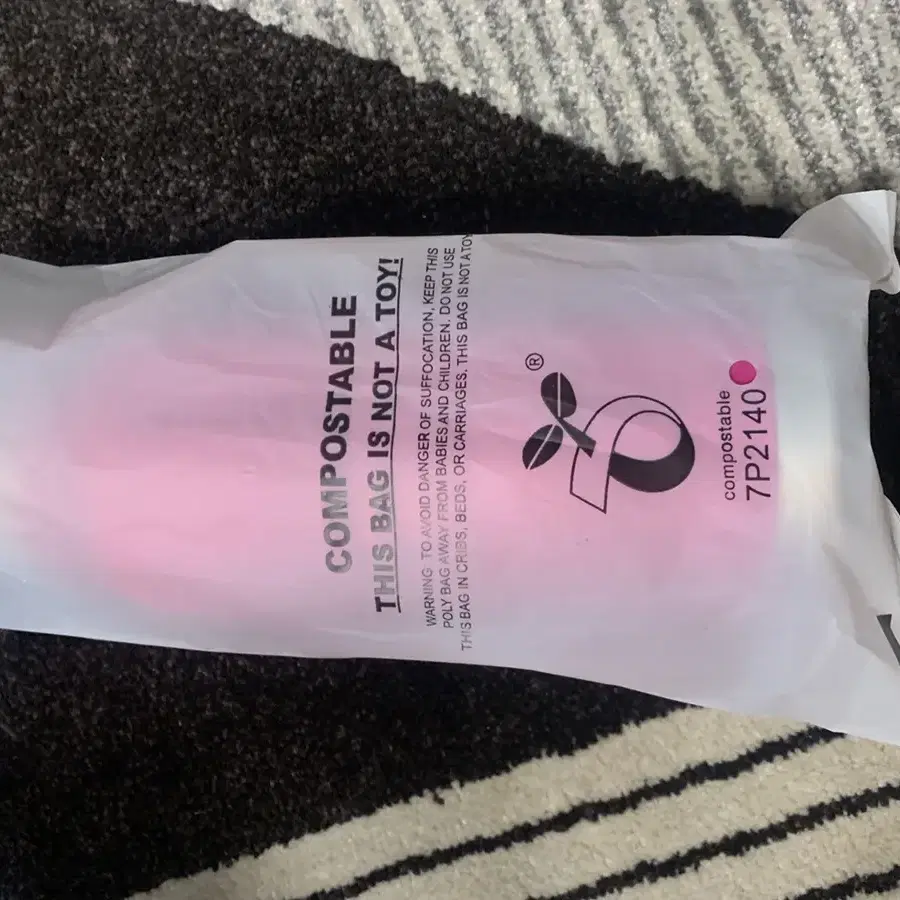 COMPOSTABLE
THIS BAG IS NOT A TOY!
WARNING TO AVOID DANGER OF SUFFOCATION, KEEP THIS
POLY BAG AWAY FROM BABIES AND CHILDREN. DO NOT USE
THIS BAG IN CRIBS, BEDS, OR CARRIAGES, THIS BAG IS NOT A TOY
®
compostable
7P2140